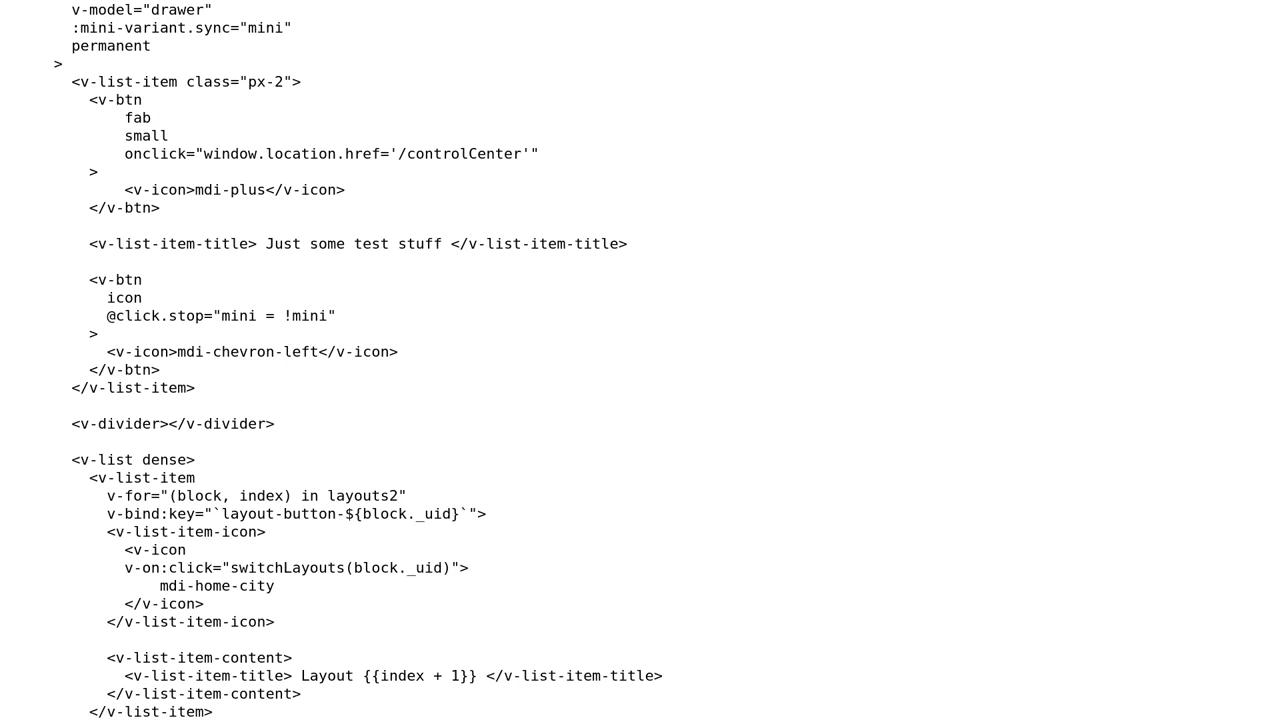 v-model="drawer"
:mini-variant.sync="mini"
permanent
>
<v-list-item class="px-2">
<v-btn
fab
small
onclick="window.location.href='/controlCenter'"
>
<v-icon>mdi-plus</v-icon>
</v-btn>
<v-list-item-title> Just some test stuff </v-list-item-title>
<v-btn
icon
@click.stop="mini = !mini"
>
<v-icon>mdi-chevron-left</v-icon>
</v-btn>
</v-list-item>
<v-divider></v-divider>
<v-list dense>
<v-list-item
v-for="(block, index) in layouts2"
v-bind:key="`layout-button-${block._uid}`">
<v-list-item-icon>
<v-icon
v-on:click="switchLayouts(block._uid)">
mdi-home-city
</v-icon>
</v-list-item-icon>
<v-list-item-content>
<v-list-item-title> Layout {{index + 1}} </v-list-item-title>
</v-list-item-content>
</v-list-item>